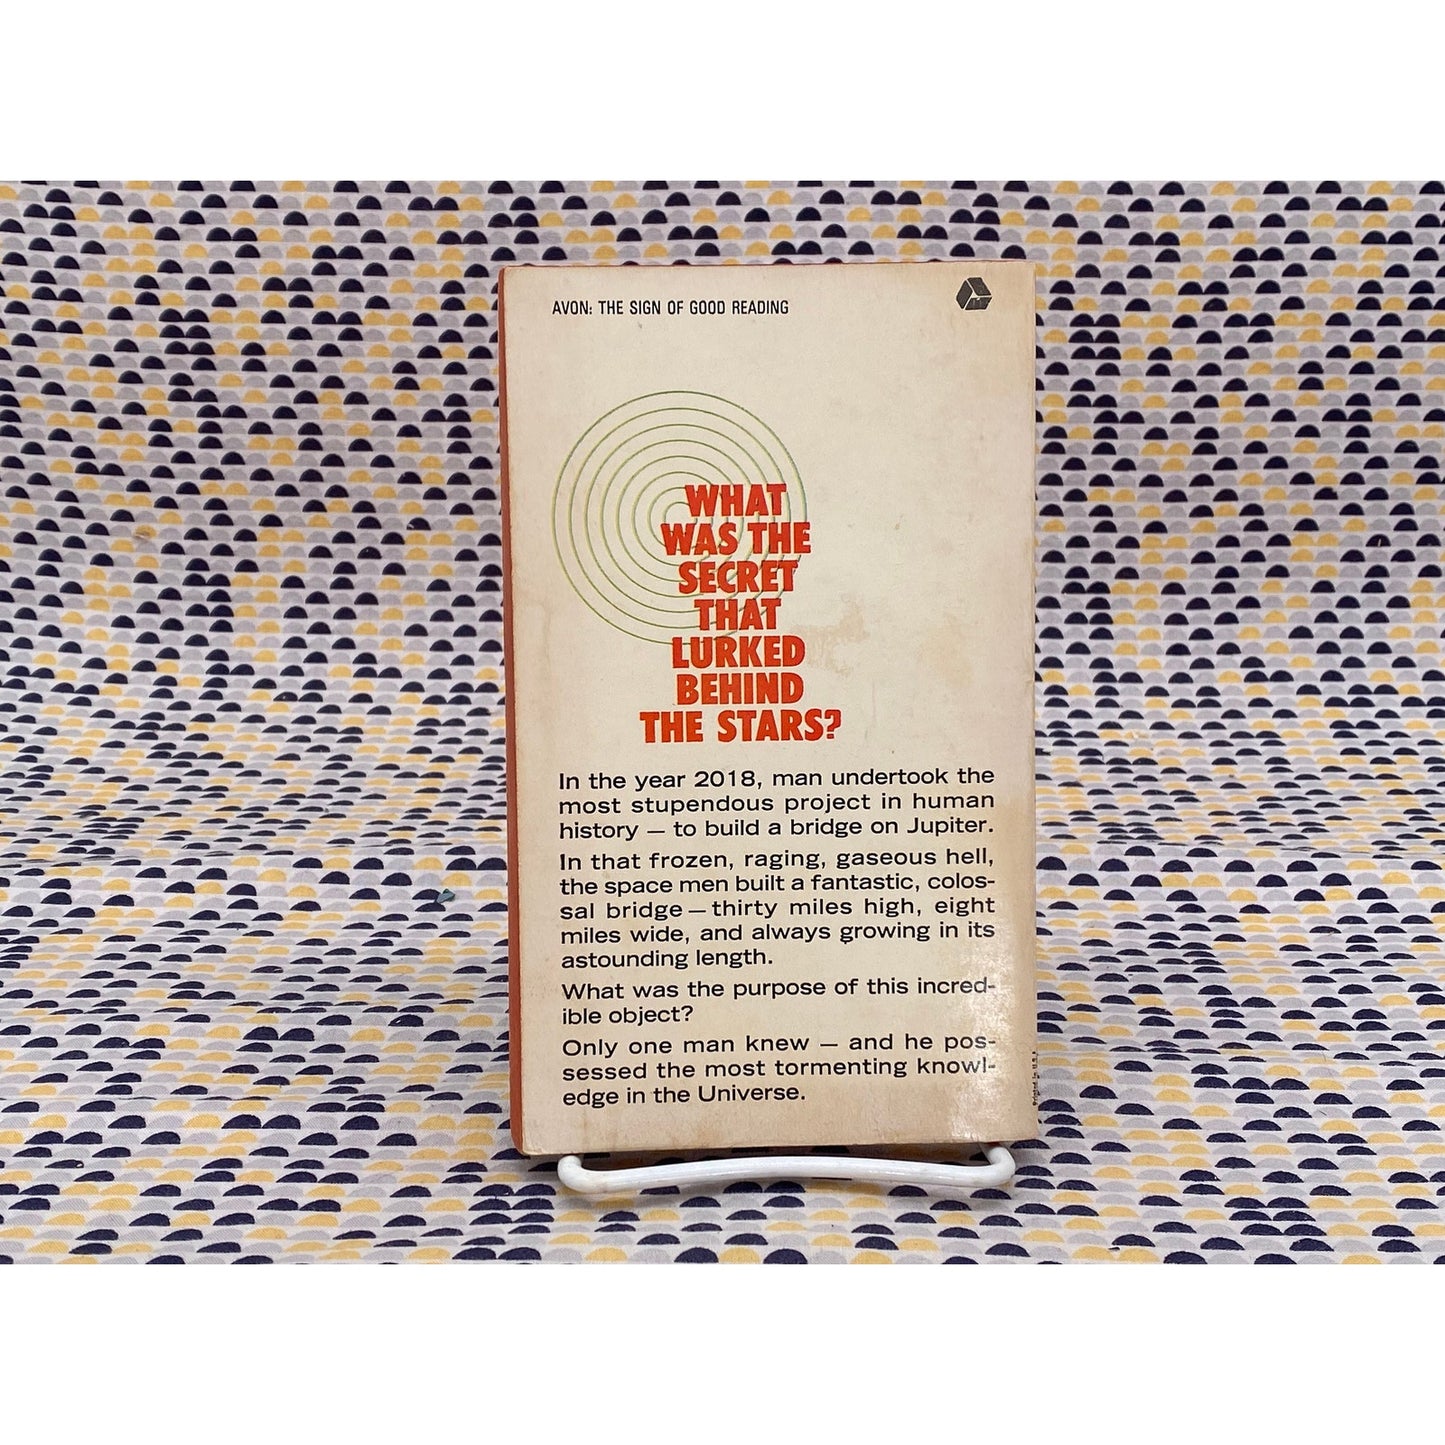 AVON: THE SIGN OF GOOD READING
WHAT
WAS THE
SECRET
THAT
LURKED
BEHIND
THE STARS?
In the year 2018, man undertook the
most stupendous project in human
history — to build a bridge on Jupiter.
In that frozen, raging, gaseous hell,
the space men built a fantastic, colos-
sal bridge — thirty miles high, eight
miles wide, and always growing in its
astounding length.
What was the purpose of this incred-
ible object?
Only one man knew — and he pos-
sessed the most tormenting knowl-
edge in the Universe.
Printed in U.S.A.